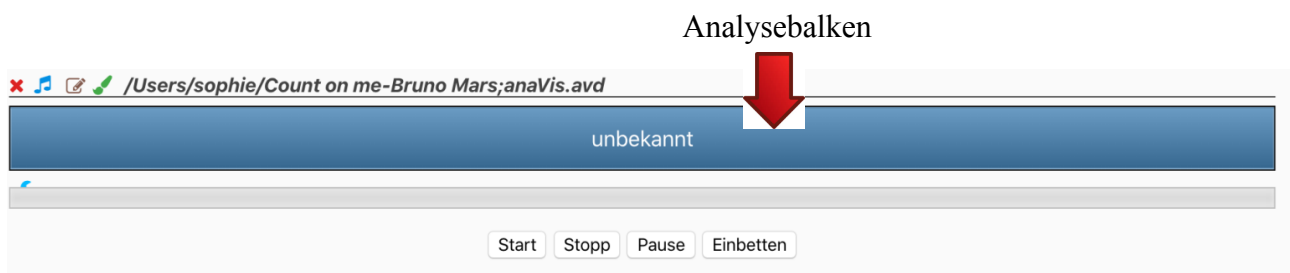 Analysebalken
/Users/sophie/Count on me-Bruno Mars;anaVis.avd
unbekannt
Start Stopp Pause Einbetten